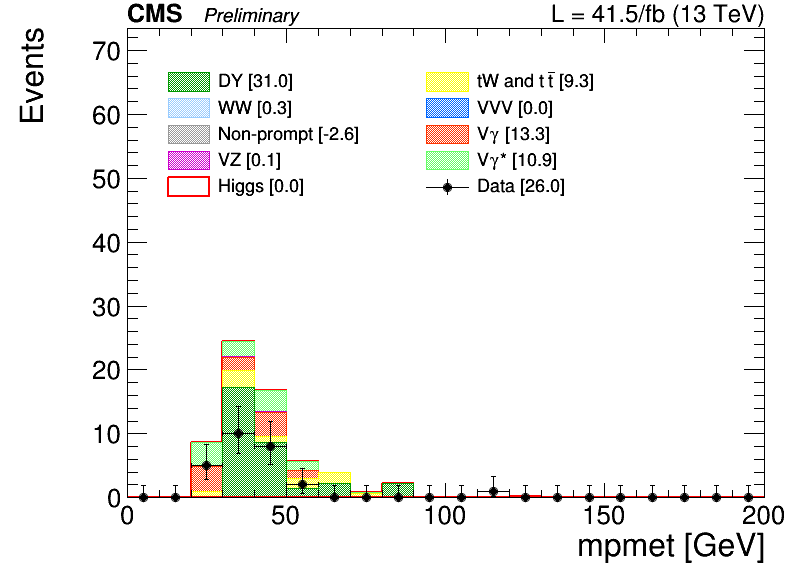 CMS Preliminary L = 41.5/fb (13 TeV)
Events
70
60
50
40
30
20
10
0
DY [31.0]
WW [0.3]
Non-prompt [-2.6]
VZ [0.1]
Higgs [0.0]
tW and tt̅ [9.3]
VVV [0.0]
Vγ [13.3]
Vγ* [10.9]
Data [26.0]
0 50 100 150 200
mpmet [GeV]